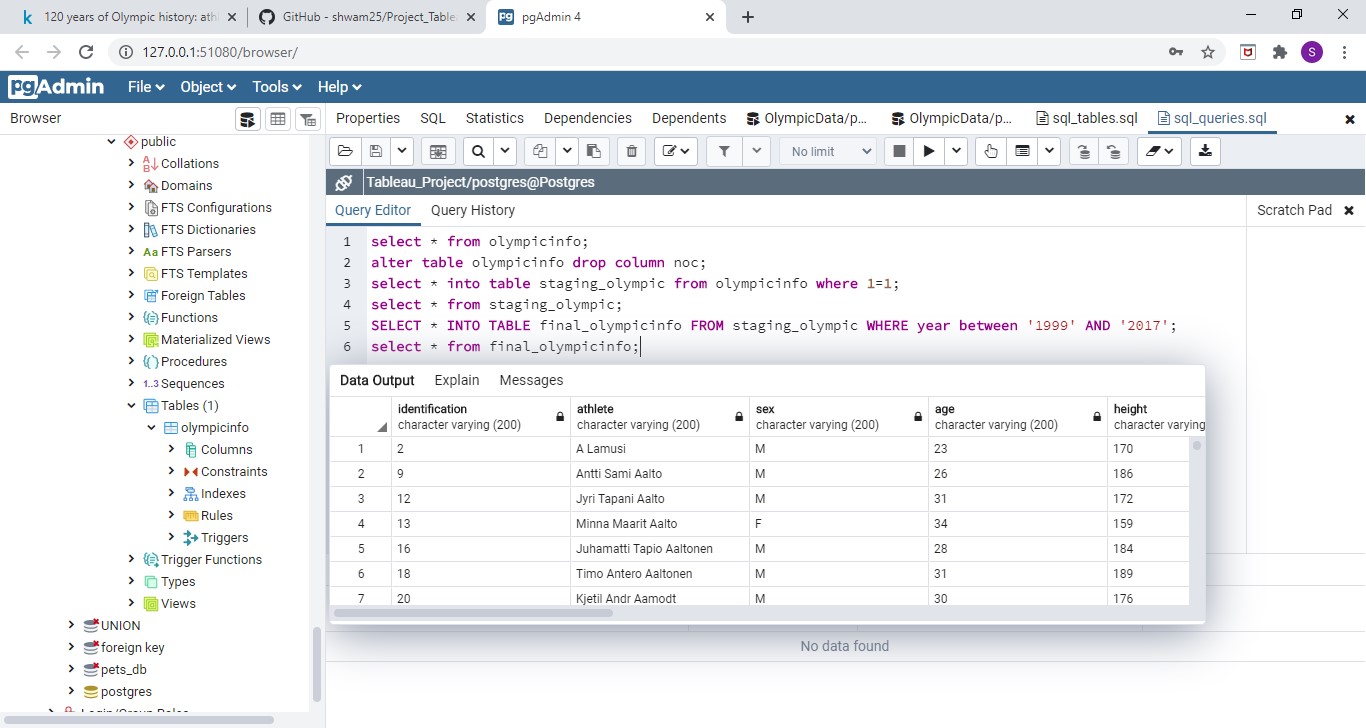 120 years of Olympic history: ath
GitHub - shwam25/Project_Table
pgAdmin 4
127.0.0.1:51080/browser/
S
pgAdmin File Object Tools Help
Browser
Properties SQL Statistics Dependencies Dependents OlympicData/p... OlympicData/p... sql_tables.sql sql_queries.sql
No limit
Tableau_Project/postgres@Postgres
Query Editor Query History
Scratch Pad
public
Collations
Domains
FTS Configurations
FTS Dictionaries
Aa FTS Parsers
FTS Templates
Foreign Tables
Functions
Materialized Views
Procedures
1..3 Sequences
Tables (1)
olympicinfo
Columns
Constraints
Indexes
Rules
Triggers
Trigger Functions
Types
Views
UNION
foreign key
pets_db
postgres
1 select * from olympicinfo;
2 alter table olympicinfo drop column noc;
3 select * into table staging_olympic from olympicinfo where 1=1;
4 select * from staging_olympic;
5 SELECT * INTO TABLE final_olympicinfo FROM staging_olympic WHERE year between '1999' AND '2017';
6 select * from final_olympicinfo;
Data Output Explain Messages
identification athlete sex age height
character varying (200) character varying (200) character varying (200) character varying (200) character varying
1 2 A Lamusi M 23 170
2 9 Antti Sami Aalto M 26 186
3 12 Jyri Tapani Aalto M 31 172
4 13 Minna Maarit Aalto F 34 159
5 16 Juhamatti Tapio Aaltonen M 28 184
6 18 Timo Antero Aaltonen M 31 189
7 20 Kjetil Andr Aamodt M 30 176
No data found